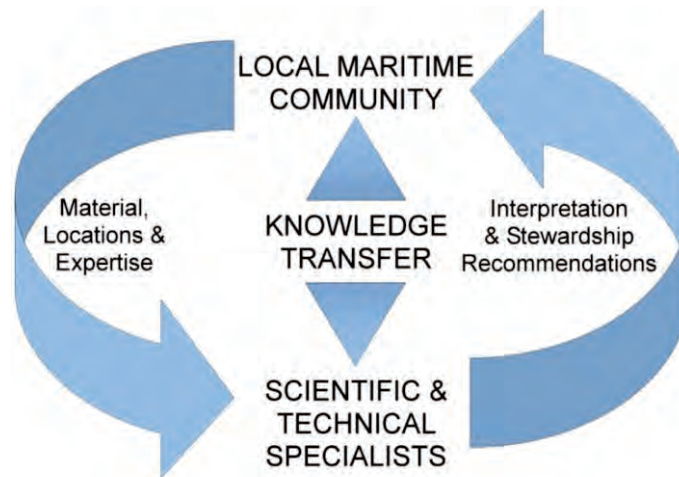 LOCAL MARITIME
COMMUNITY
Material,
Locations &
Expertise
KNOWLEDGE
TRANSFER
Interpretation
& Stewardship
Recommendations
SCIENTIFIC &
TECHNICAL
SPECIALISTS